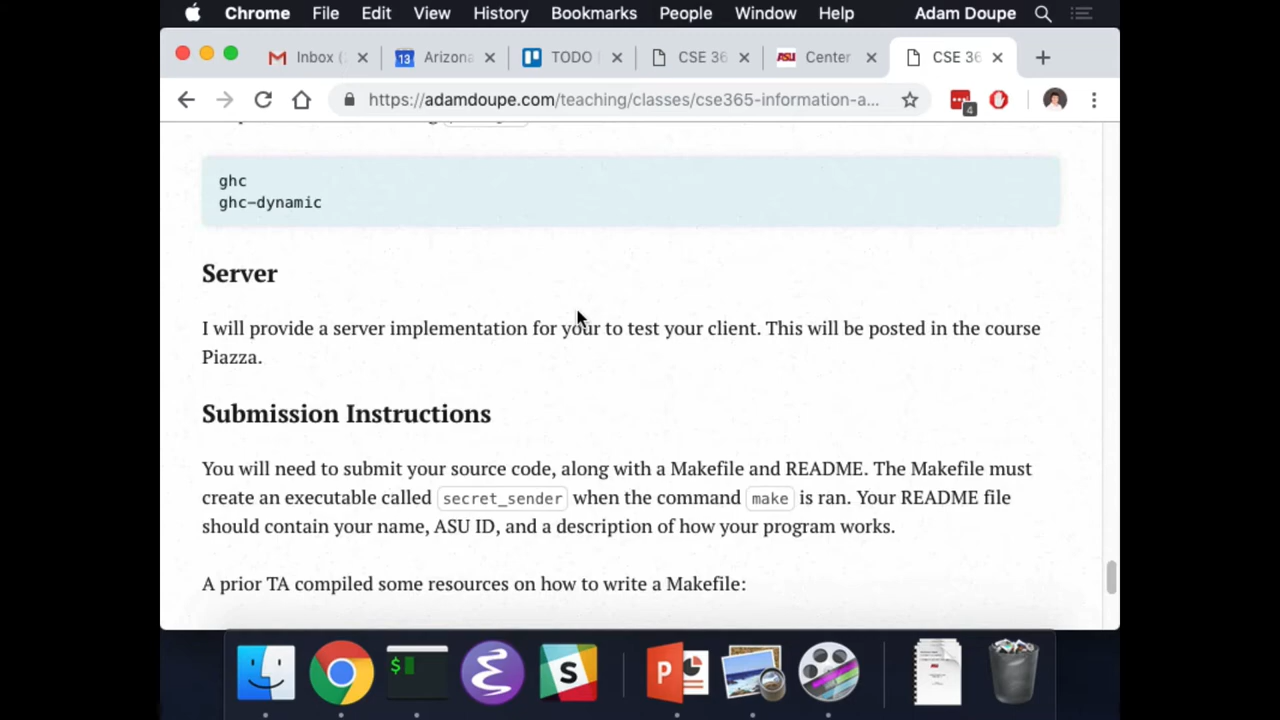 Chrome File Edit View History Bookmarks People Window Help Adam Doupe
Inbox ( Arizona TODO CSE 36 Center CSE 36
https://adamdoupe.com/teaching/classes/cse365-information-a...
4
ghc
ghc-dynamic
Server
I will provide a server implementation for your to test your client. This will be posted in the course
Piazza.
Submission Instructions
You will need to submit your source code, along with a Makefile and README. The Makefile must
create an executable called secret_sender when the command make is ran. Your README file
should contain your name, ASU ID, and a description of how your program works.
A prior TA compiled some resources on how to write a Makefile: